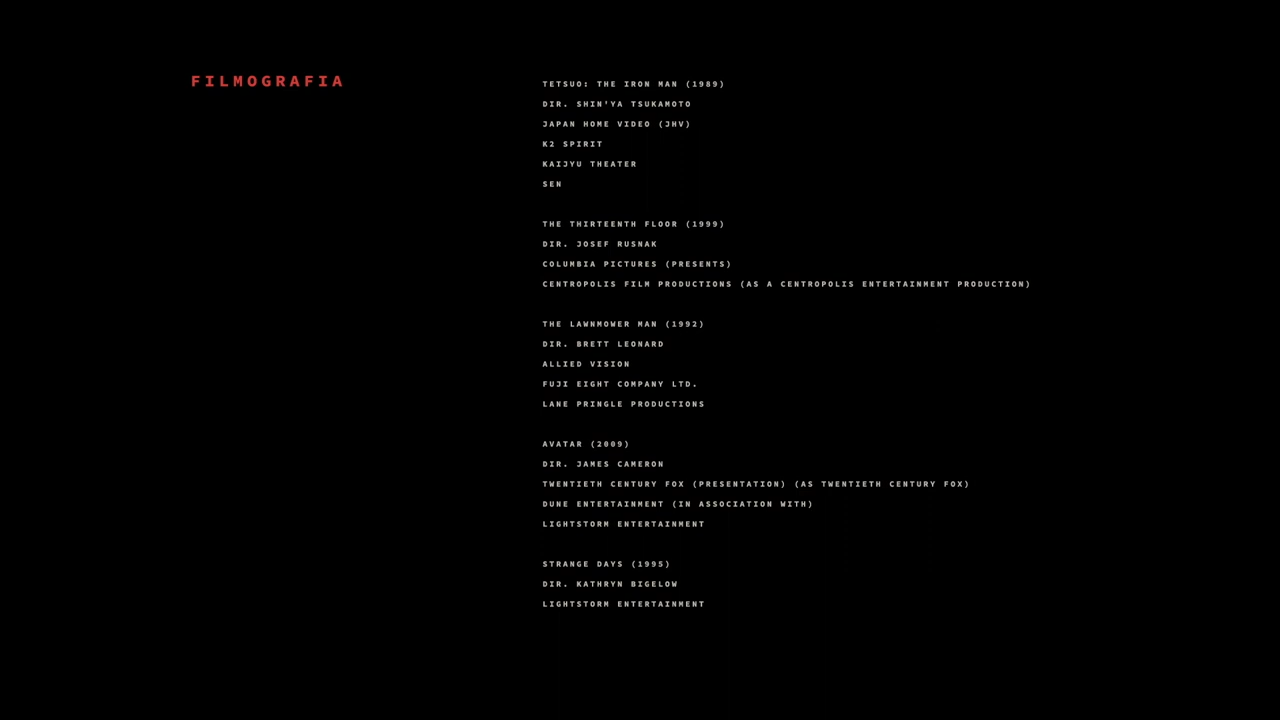 FILMOGRAFIA
TETSUO: THE IRON MAN (1989)
DIR. SHIN'YA TSUKAMOTO
JAPAN HOME VIDEO (JHV)
K2 SPIRIT
KAIJYU THEATER
SEN
THE THIRTEENTH FLOOR (1999)
DIR. JOSEF RUSNAK
COLUMBIA PICTURES (PRESENTS)
CENTROPOLIS FILM PRODUCTIONS (AS A CENTROPOLIS ENTERTAINMENT PRODUCTION)
THE LAWNMOWER MAN (1992)
DIR. BRETT LEONARD
ALLIED VISION
FUJI EIGHT COMPANY LTD.
LANE PRINGLE PRODUCTIONS
AVATAR (2009)
DIR. JAMES CAMERON
TWENTIETH CENTURY FOX (PRESENTATION) (AS TWENTIETH CENTURY FOX)
DUNE ENTERTAINMENT (IN ASSOCIATION WITH)
LIGHTSTORM ENTERTAINMENT
STRANGE DAYS (1995)
DIR. KATHRYN BIGELOW
LIGHTSTORM ENTERTAINMENT